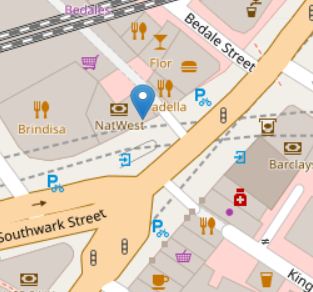 Bedales
Bedale Street
Flor
adella
NatWest
Brindisa
Barclays
Southwark Street
King